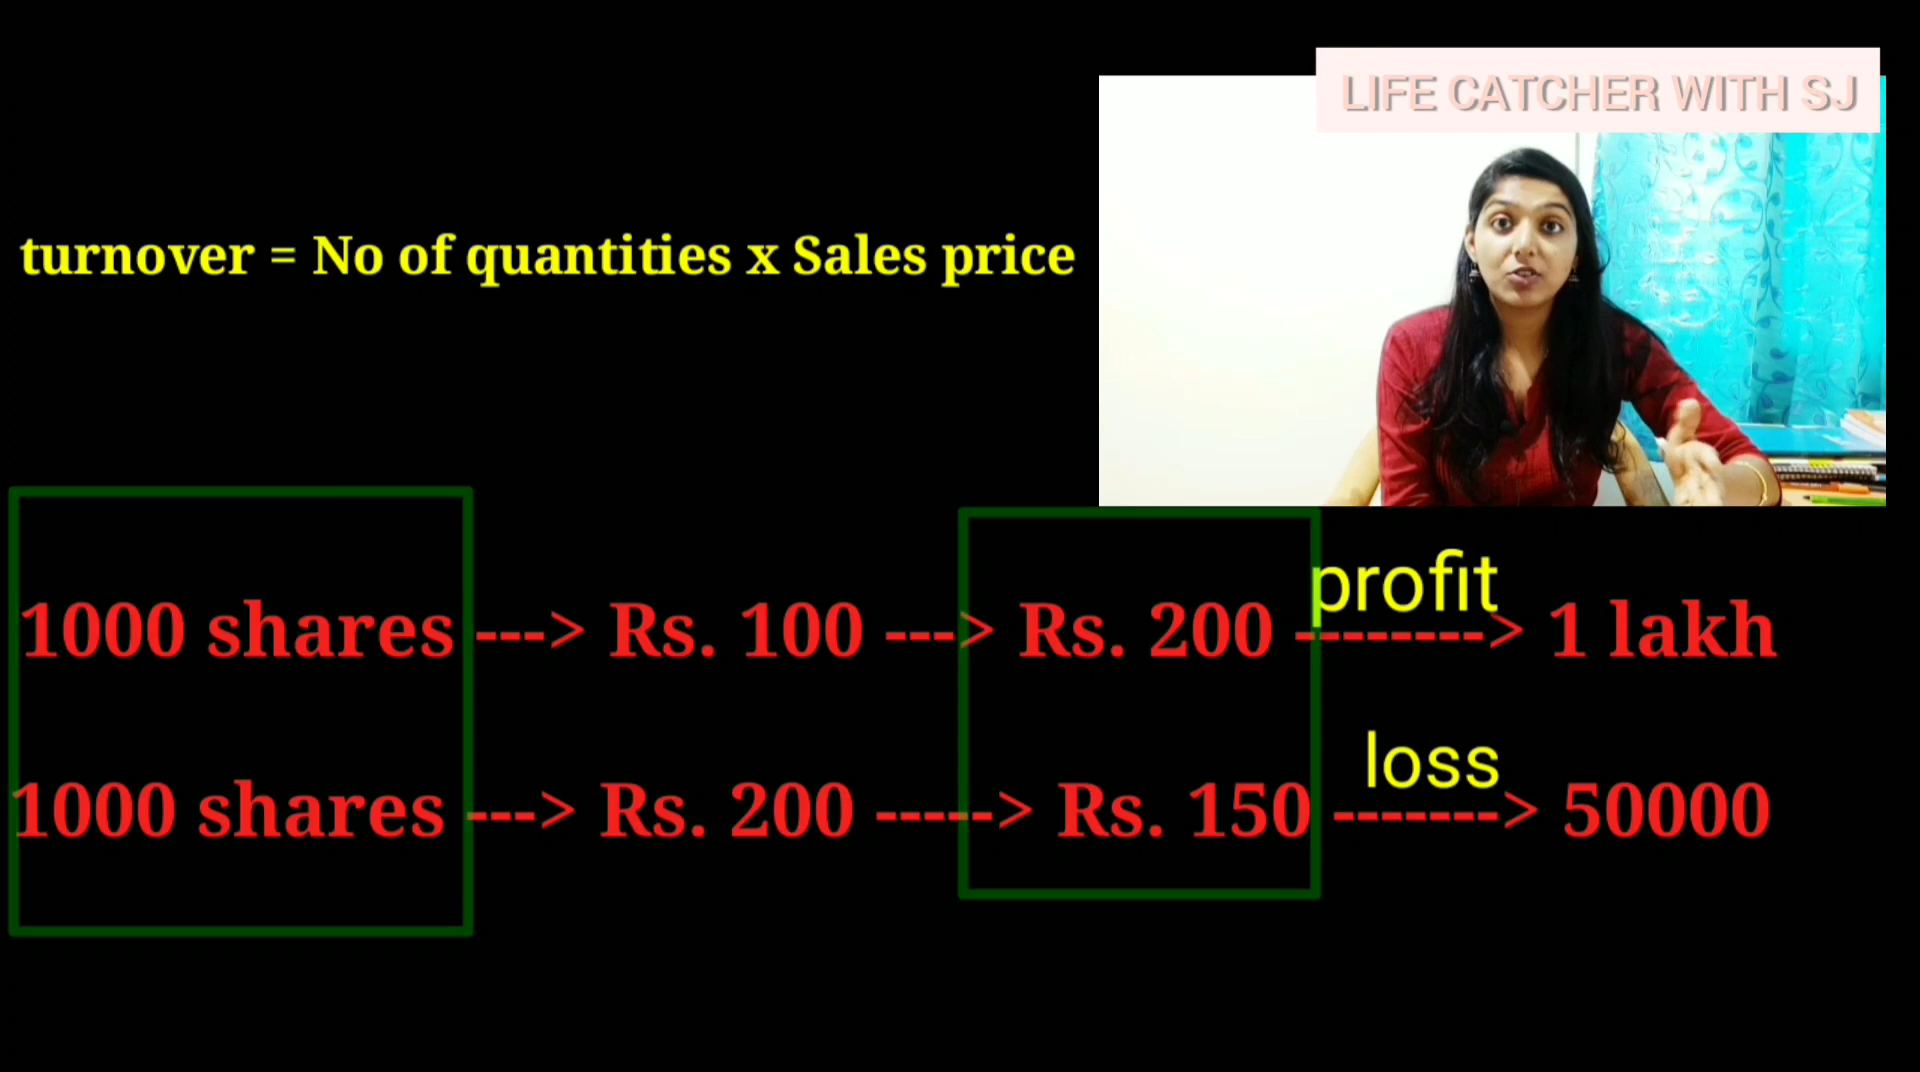 LIFE CATCHER WITH SJ
turnover = No of quantities x Sales price
profit
1000 shares ---> Rs. 100 ---> Rs. 200 --------> 1 lakh
loss
1000 shares ---> Rs. 200 -----> Rs. 150 -------> 50000